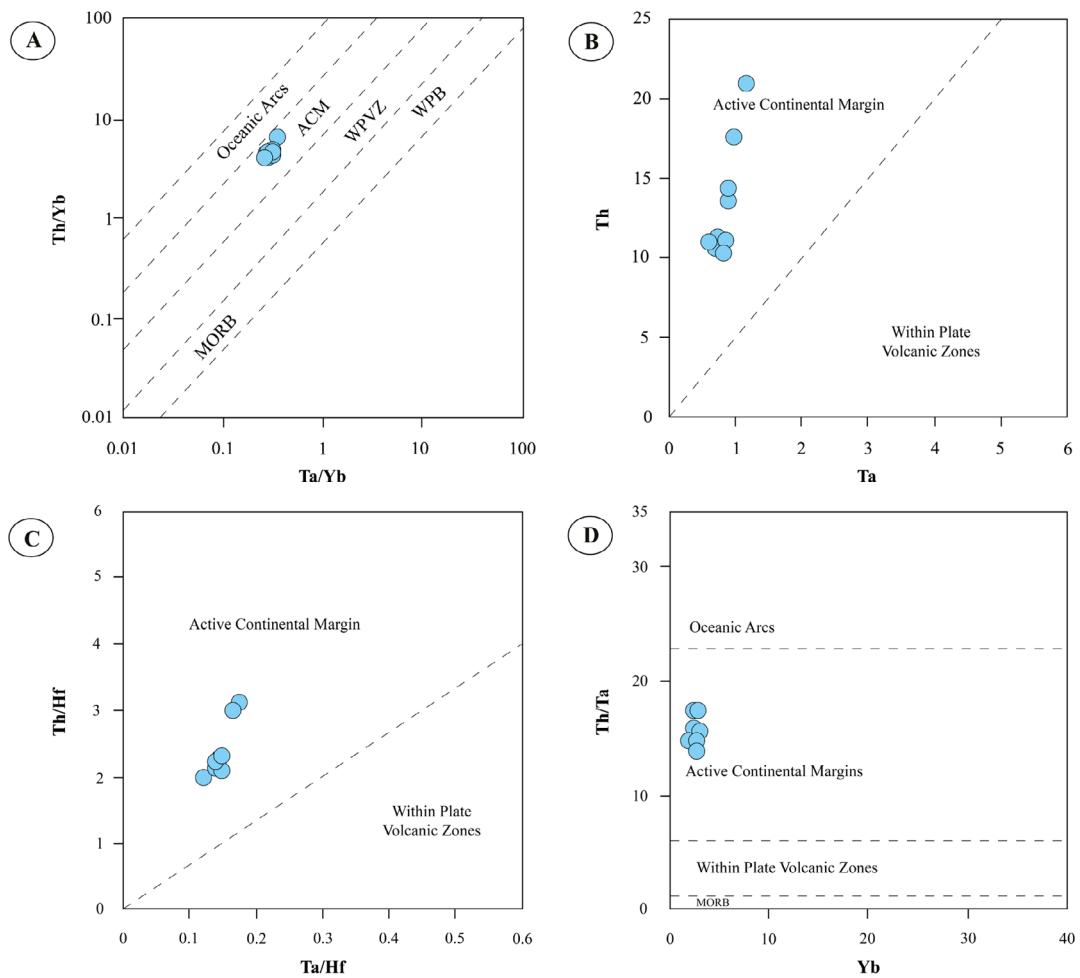 A
100
10
1
0.1
0.01
Th/Yb
Oceanic Arcs
ACM
WPVZ
WPB
MORB
0.01
0.1
1
10
100
Ta/Yb
B
25
20
15
10
5
0
Th
Active Continental Margin
Within Plate
Volcanic Zones
0
1
2
3
4
5
6
Ta
C
6
5
4
3
2
1
0
Th/Hf
Active Continental Margin
Within Plate
Volcanic Zones
0
0.1
0.2
0.3
0.4
0.5
0.6
Ta/Hf
D
35
30
20
10
0
Th/Ta
Oceanic Arcs
Active Continental Margins
Within Plate Volcanic Zones
MORB
0
10
20
30
40
Yb